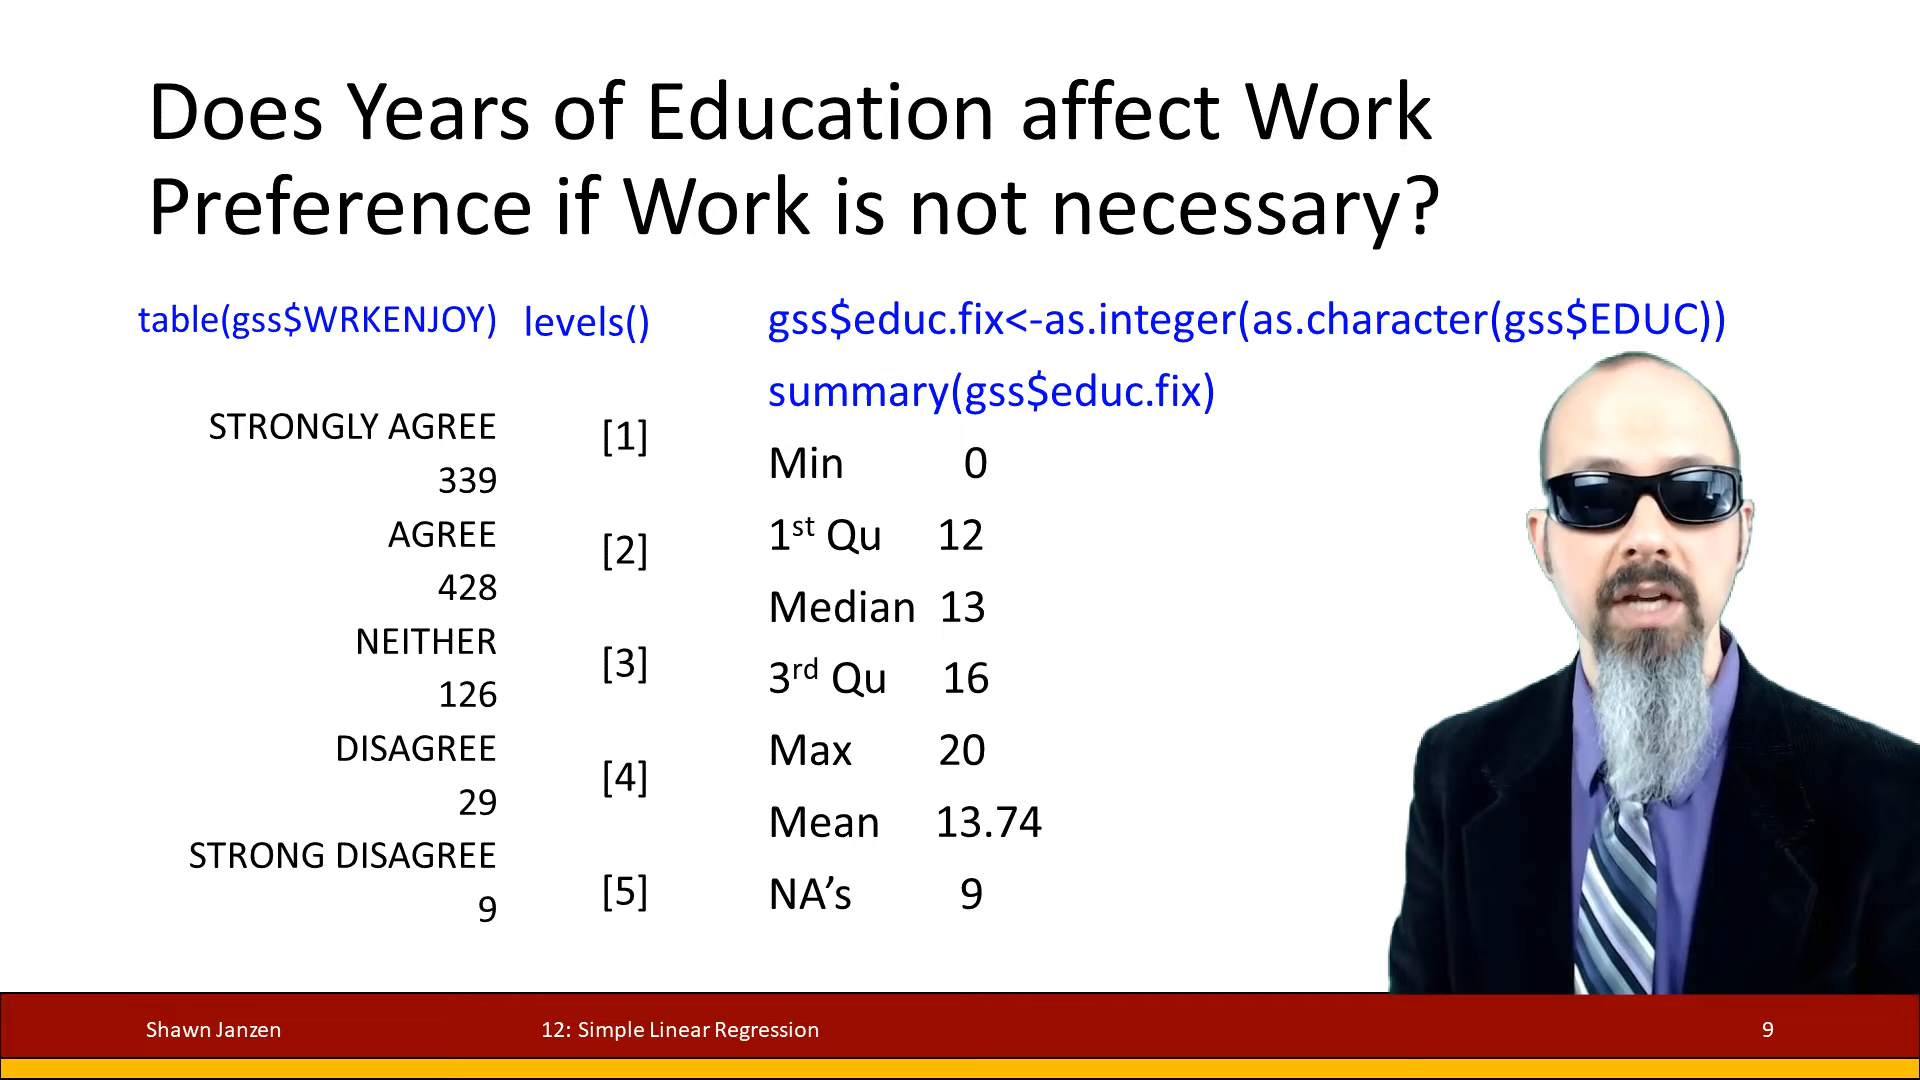 Does Years of Education affect Work
Preference if Work is not necessary?
table(gss$WRKENJOY)
STRONGLY AGREE
339
AGREE
428
NEITHER
126
DISAGREE
29
STRONG DISAGREE
9
levels()
[1]
[2]
[3]
[4]
[5]
gss$educ.fix<-as.integer(as.character(gss$EDUC))
summary(gss$educ.fix)
Min 0
1st Qu 12
Median 13
3rd Qu 16
Max 20
Mean 13.74
NA’s 9
Shawn Janzen
12: Simple Linear Regression
9